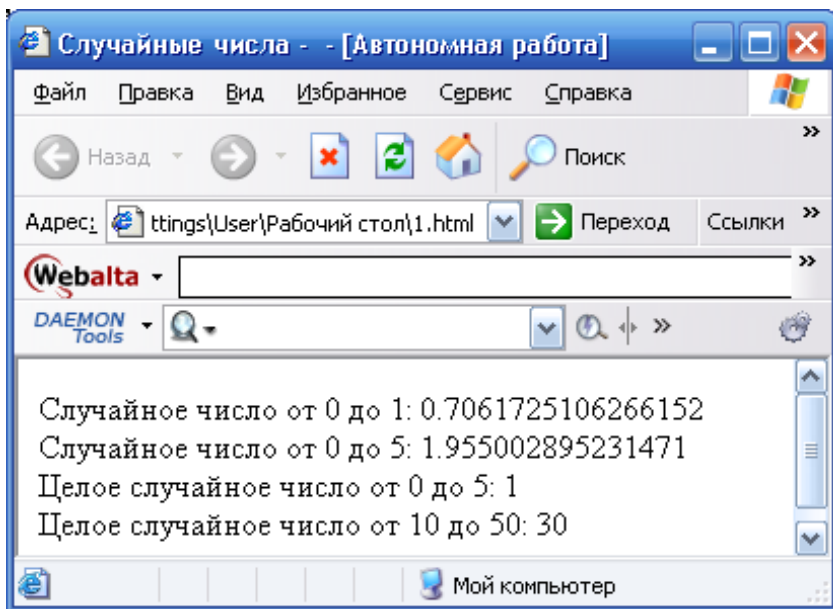 Случайные числа - - [Автономная работа]
Файл Правка Вид Избранное Сервис Справка
Назад Поиск »
Адрес: ttings\User\Рабочий стол\1.html Переход Ссылки »
Webalta »
DAEMON Tools »
Случайное число от 0 до 1: 0.7061725106266152
Случайное число от 0 до 5: 1.955002895231471
Целое случайное число от 0 до 5: 1
Целое случайное число от 10 до 50: 30
Мой компьютер